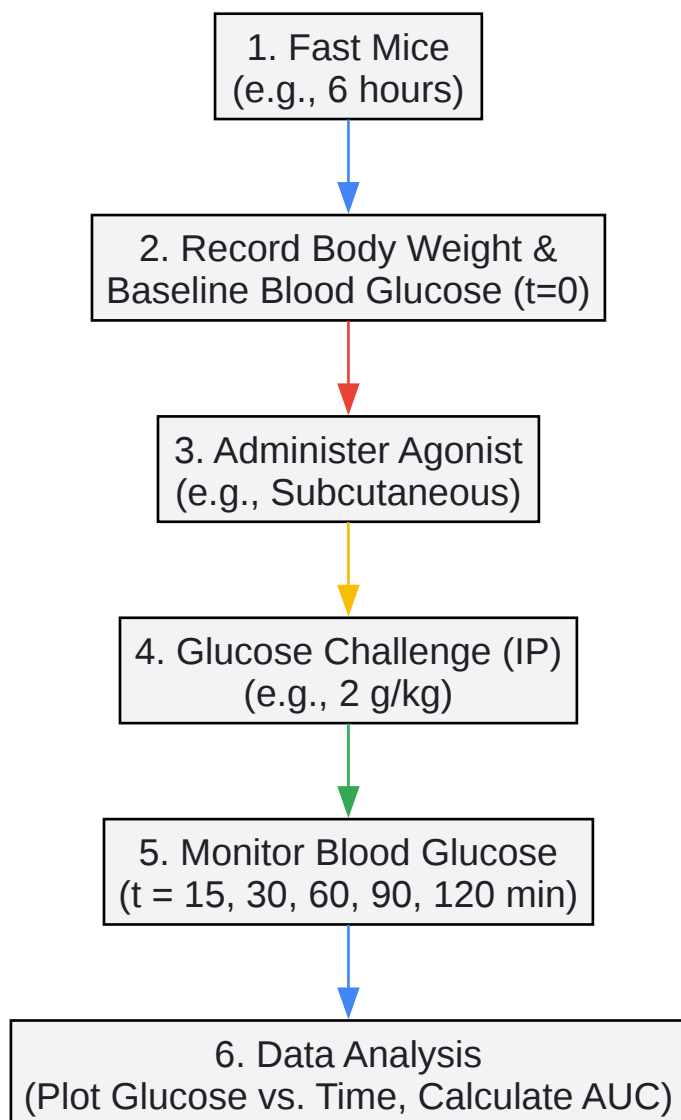 1. Fast Mice
(e.g., 6 hours)
2. Record Body Weight &
Baseline Blood Glucose (t=0)
3. Administer Agonist
(e.g., Subcutaneous)
4. Glucose Challenge (IP)
(e.g., 2 g/kg)
5. Monitor Blood Glucose
(t = 15, 30, 60, 90, 120 min)
6. Data Analysis
(Plot Glucose vs. Time, Calculate AUC)